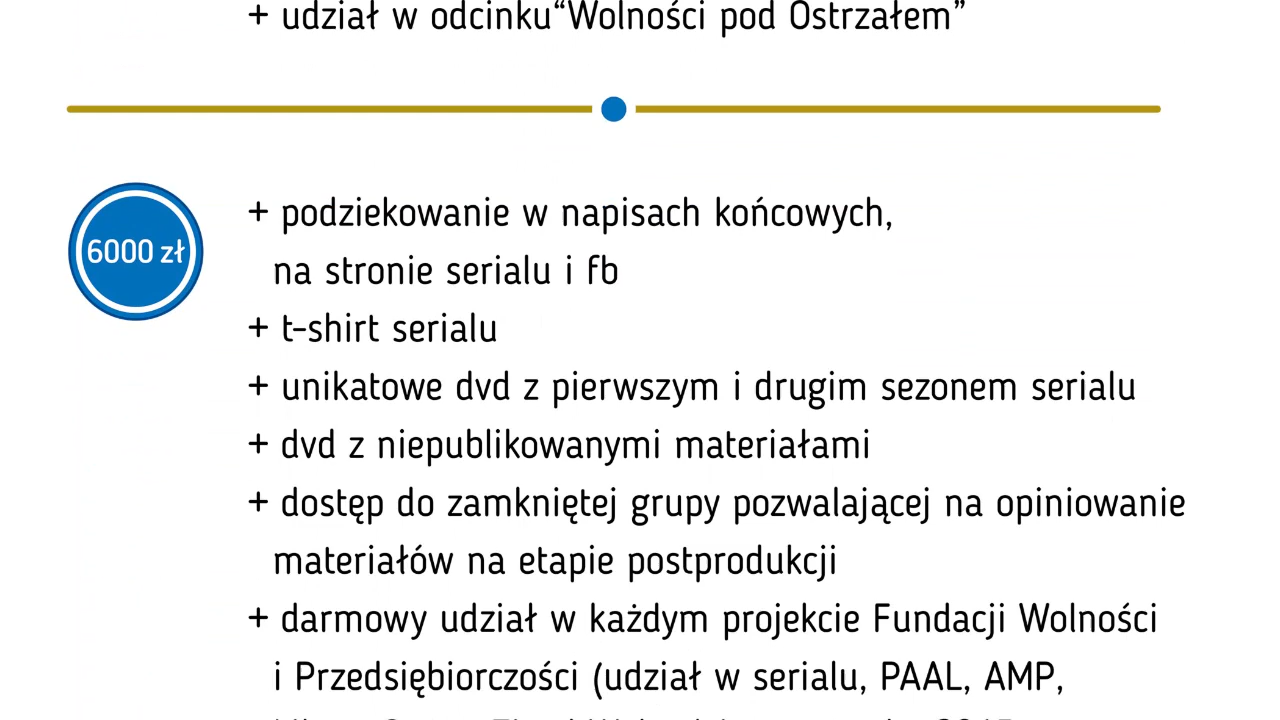 + udział w odcinku“Wolności pod Ostrzałem”
6000 zł
+ podziekowanie w napisach końcowych,
na stronie serialu i fb
+ t-shirt serialu
+ unikatowe dvd z pierwszym i drugim sezonem serialu
+ dvd z niepublikowanymi materiałami
+ dostęp do zamkniętej grupy pozwalającej na opiniowanie
materiałów na etapie postprodukcji
+ darmowy udział w każdym projekcie Fundacji Wolności
i Przedsiębiorczości (udział w serialu, PAAL, AMP,